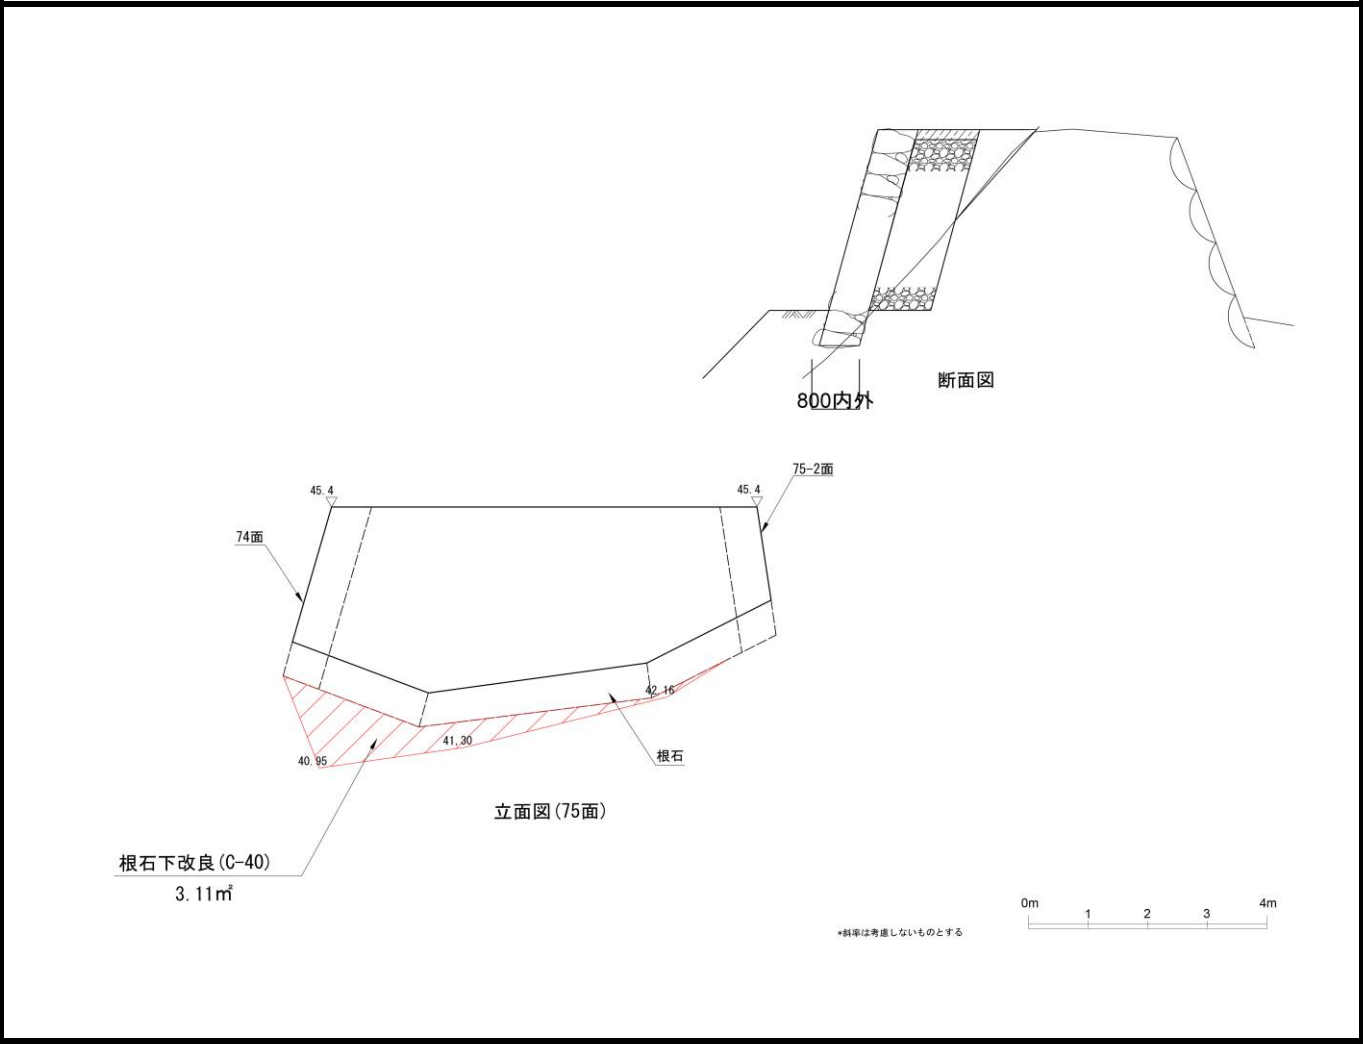 断面図
800内外
75-2面
45.4
45.4
74面
42.16
41.30
根石
40.95
立面図(75面)
根石下改良(C-40)
3.11㎡
0m
1
2
3
4m
*斜率は考慮しないものとする